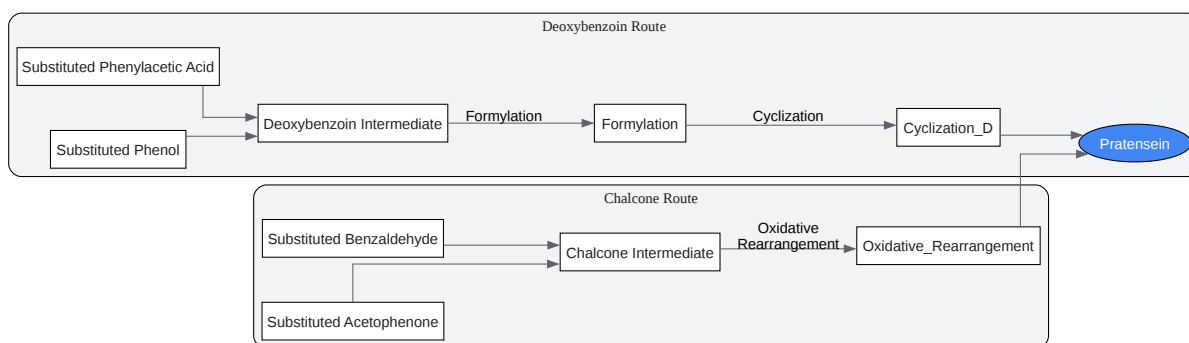 Deoxybenzoin Route
Substituted Phenylacetic Acid
Substituted Phenol
Deoxybenzoin Intermediate
Formylation
Formylation
Cyclization
Cyclization_D
Pratensein
Chalcone Route
Substituted Benzaldehyde
Substituted Acetophenone
Chalcone Intermediate
Oxidative
Rearrangement
Oxidative_Rearrangement